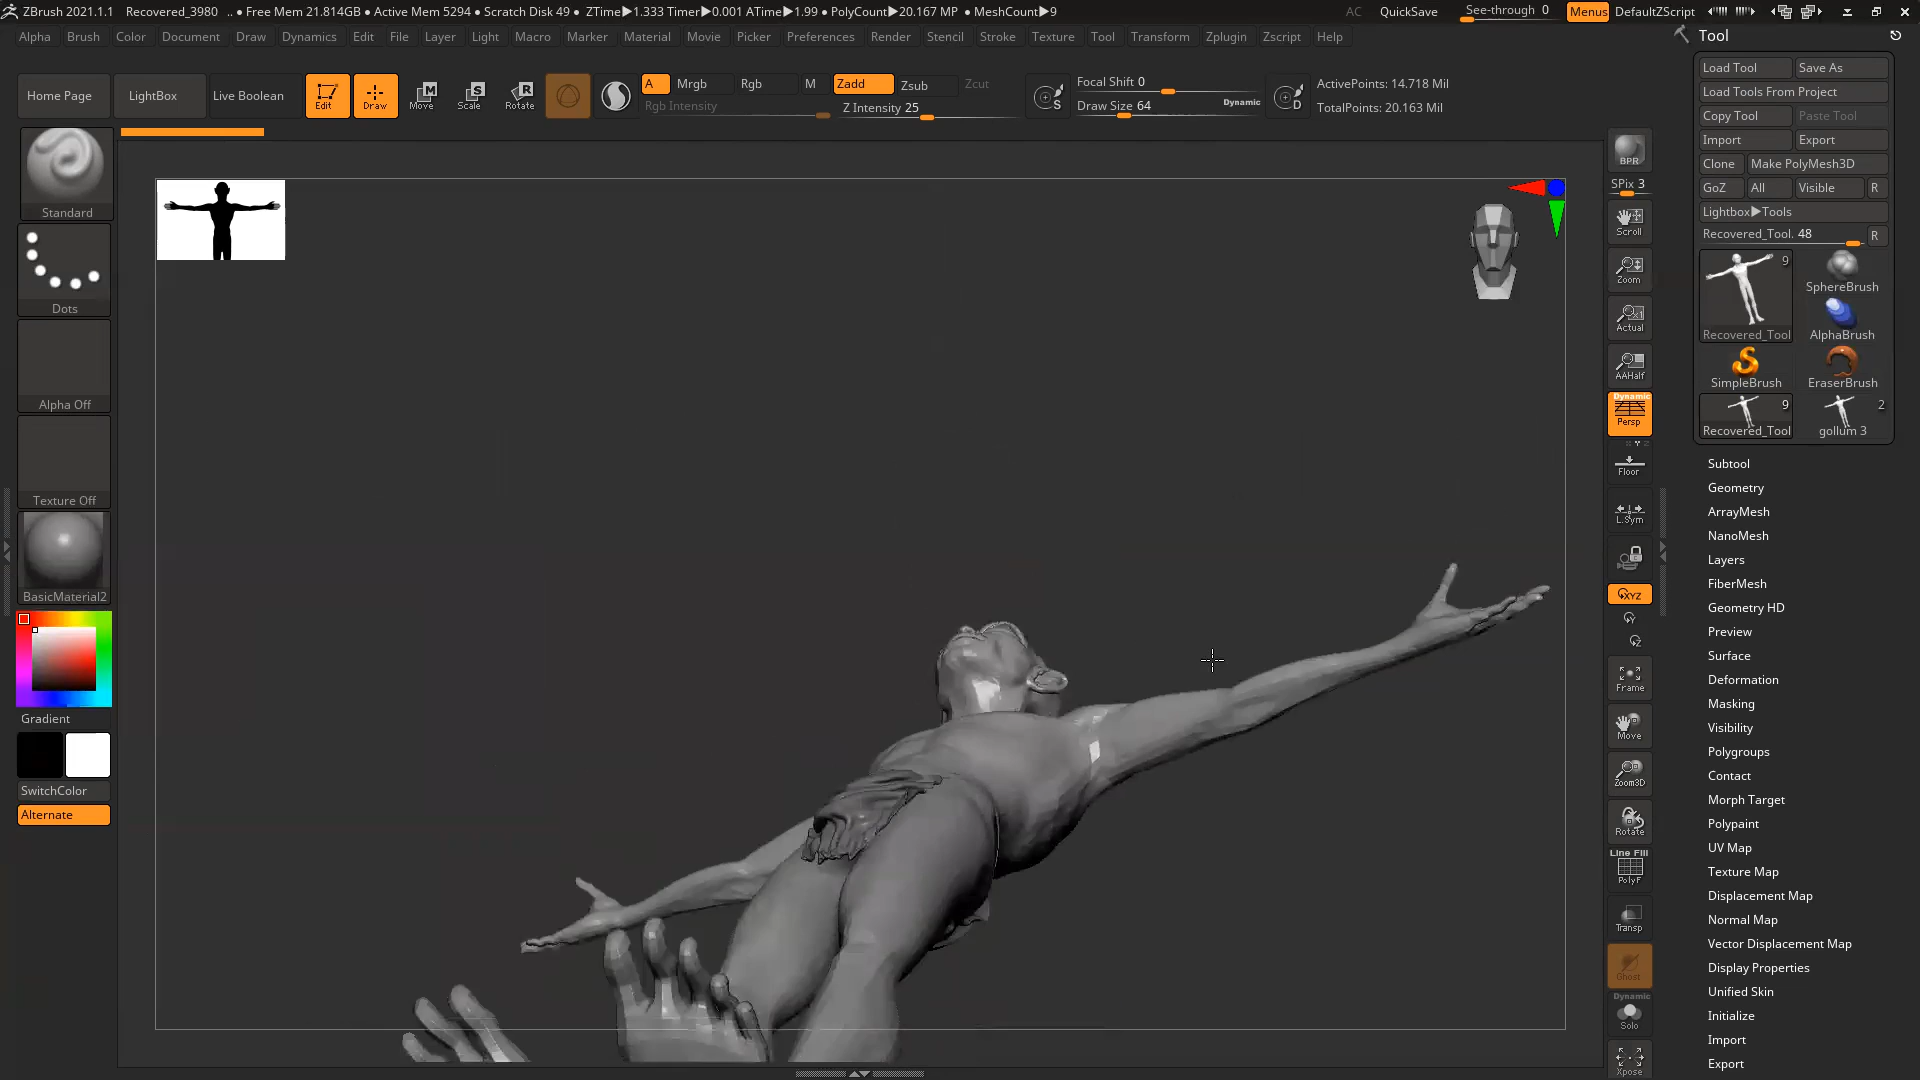 ZBrush 2021.1.1 Recovered_3980 .. • Free Mem 21.814GB • Active Mem 5294 • Scratch Disk 49 • ZTime▶1.333 Timer▶0.001 ATime▶1.99 • PolyCount▶20.167 MP • MeshCount▶9 AC QuickSave See-through 0 Menus DefaultZScript
Alpha Brush Color Document Draw Dynamics Edit File Layer Light Macro Marker Material Movie Picker Preferences Render Stencil Stroke Texture Tool Transform Zplugin Zscript Help
Home Page LightBox Live Boolean Edit Draw Move Scale Rotate
M S R
A Mrgb Rgb M Zadd Zsub Zcut
Rgb Intensity Z Intensity 25
S Focal Shift 0
Draw Size 64 Dynamic
D ActivePoints: 14.718 Mil
TotalPoints: 20.163 Mil
Standard
Dots
Alpha Off
Texture Off
BasicMaterial2
Gradient
SwitchColor
Alternate
BPR
SPix 3
Scroll
Zoom
Actual
AAHalf
Dynamic
Persp
Floor
L.Sym
XYZ
Y
Z
Frame
Move
Zoom3D
Rotate
Line Fill
PolyF
Transp
Ghost
Dynamic
Solo
Xpose
Tool
Load Tool Save As
Load Tools From Project
Copy Tool Paste Tool
Import Export
Clone Make PolyMesh3D
GoZ All Visible R
Lightbox▶Tools
Recovered_Tool. 48 R
9
Recovered_Tool
SphereBrush
AlphaBrush
SimpleBrush EraserBrush
9 2
Recovered_Tool gollum 3
Subtool
Geometry
ArrayMesh
NanoMesh
Layers
FiberMesh
Geometry HD
Preview
Surface
Deformation
Masking
Visibility
Polygroups
Contact
Morph Target
Polypaint
UV Map
Texture Map
Displacement Map
Normal Map
Vector Displacement Map
Display Properties
Unified Skin
Initialize
Import
Export